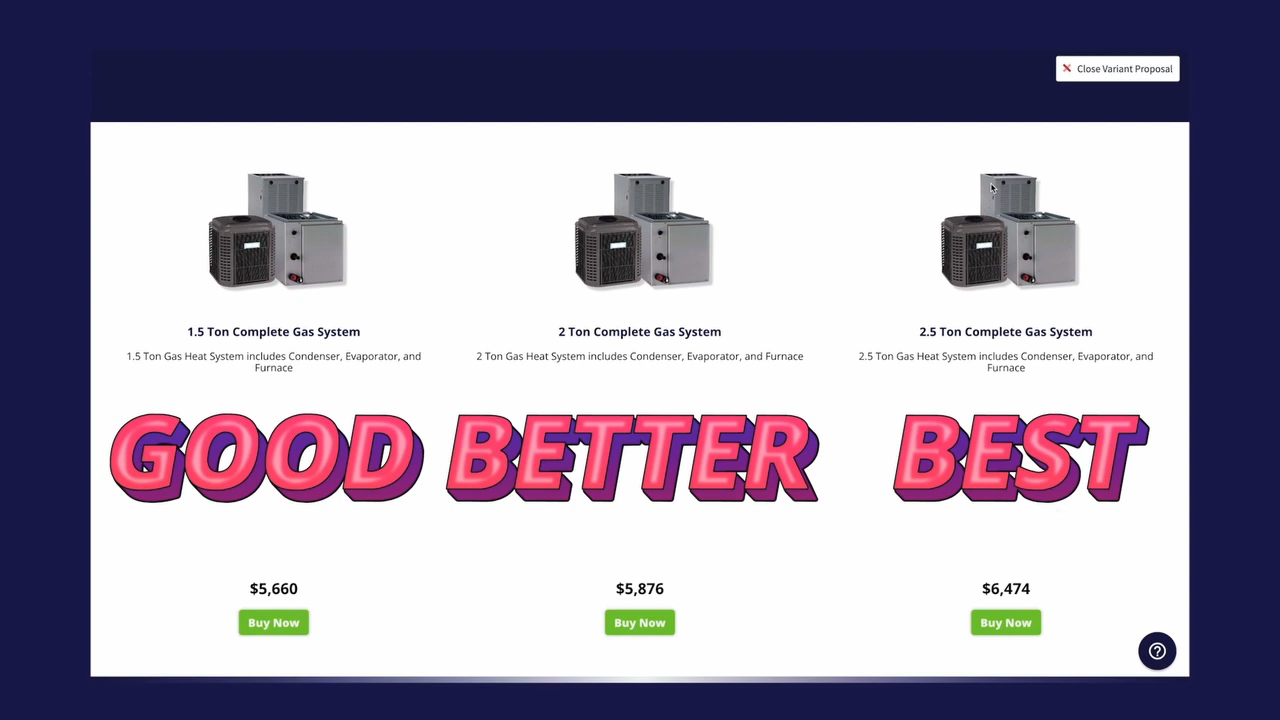 Close Variant Proposal
1.5 Ton Complete Gas System
1.5 Ton Gas Heat System includes Condenser, Evaporator, and
Furnace
GOOD
$5,660
Buy Now
2 Ton Complete Gas System
2 Ton Gas Heat System includes Condenser, Evaporator, and Furnace
BETTER
$5,876
Buy Now
2.5 Ton Complete Gas System
2.5 Ton Gas Heat System includes Condenser, Evaporator, and
Furnace
BEST
$6,474
Buy Now